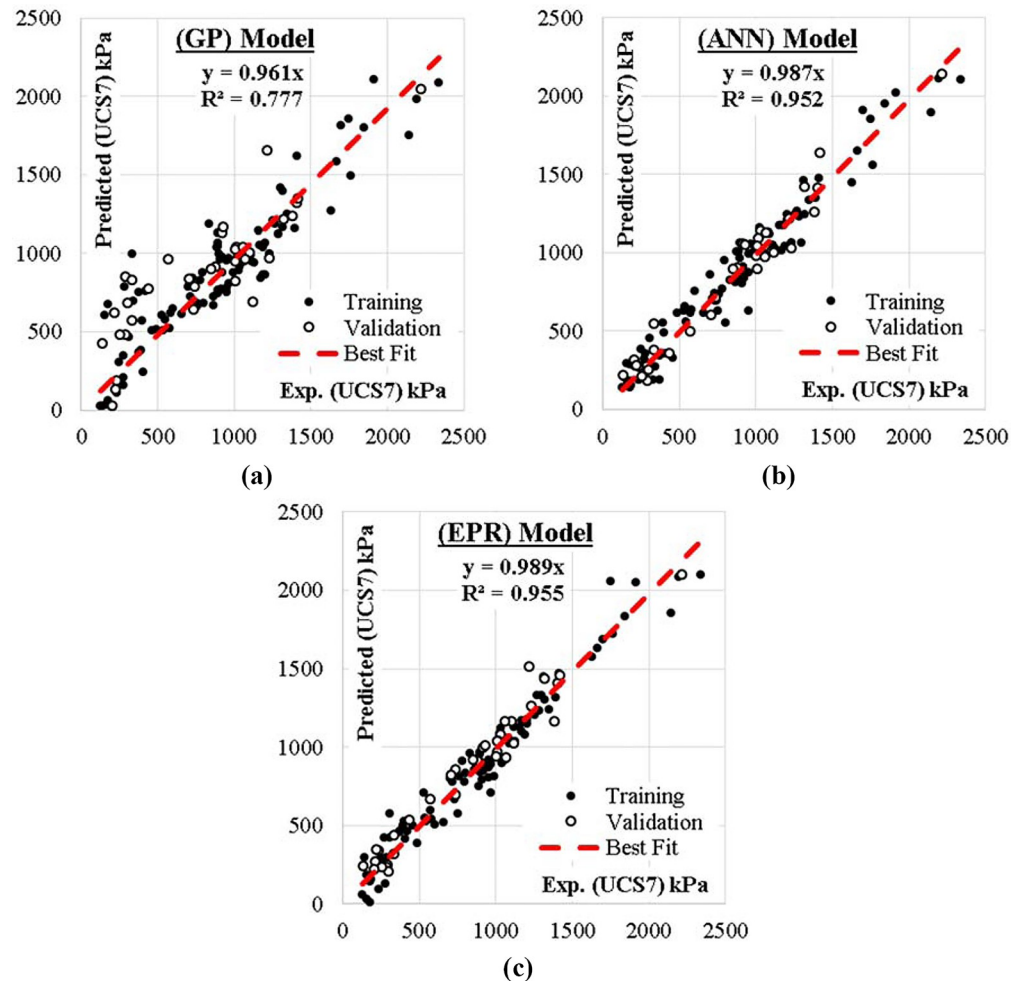 (GP) Model
y = 0.961x
R² = 0.777
Predicted (UCS7) kPa
2500
2000
1500
1000
500
0
Training
Validation
Best Fit
Exp. (UCS7) kPa
0 500 1000 1500 2000 2500
(a)
(ANN) Model
y = 0.987x
R² = 0.952
Predicted (UCS7) kPa
2500
2000
1500
1000
500
0
Training
Validation
Best Fit
Exp. (UCS7) kPa
0 500 1000 1500 2000 2500
(b)
(EPR) Model
y = 0.989x
R² = 0.955
Predicted (UCS7) kPa
2500
2000
1500
1000
500
0
Training
Validation
Best Fit
Exp. (UCS7) kPa
0 500 1000 1500 2000 2500
(c)